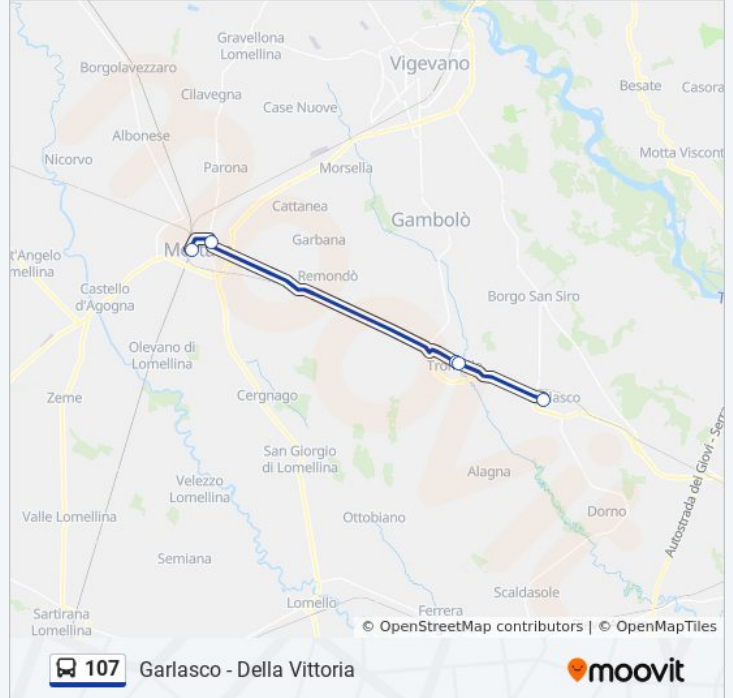 Gravellona
Lomellina
Vigevano
Borgolavezzaro
Besate
Casora
Cilavegna
Case Nuove
Albonese
Motta Viscont
Nicorvo
Parona
Morsella
Cattanea
Gambolò
Garbana
t'Angelo
mellina
Remondò
Castello
d'Agogna
Borgo San Siro
Olevano di
Lomellina
Zeme
Cergnago
San Giorgio
di Lomellina
Alagna
Velezzo
Lomellina
Valle Lomellina
Ottobiano
Dorno
Autostrada dei Giovi - Serr
Semiana
Scaldasole
Lomello
Ferrera
Sartirana
Lomellina
© OpenStreetMap contributors | © OpenMapTiles
107 Garlasco - Della Vittoria
moovit